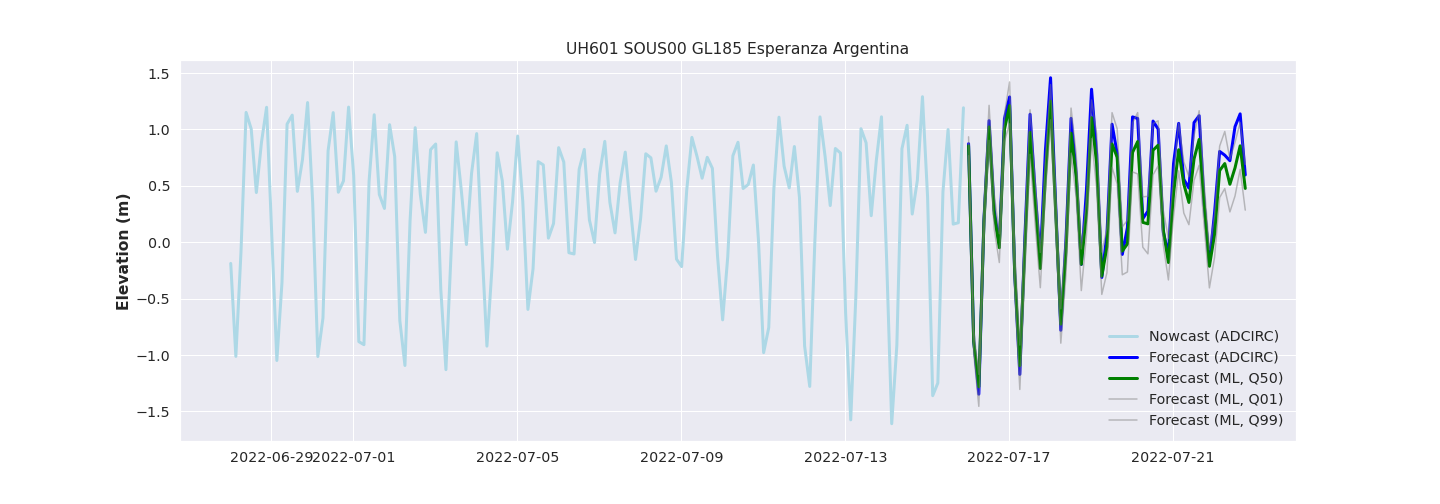 UH601 SOUS00 GL185 Esperanza Argentina
Elevation (m)
1.5
1.0
0.5
0.0
−0.5
−1.0
−1.5
Nowcast (ADCIRC)
Forecast (ADCIRC)
Forecast (ML, Q50)
Forecast (ML, Q01)
Forecast (ML, Q99)
2022-06-29 2022-07-01 2022-07-05 2022-07-09 2022-07-13 2022-07-17 2022-07-21